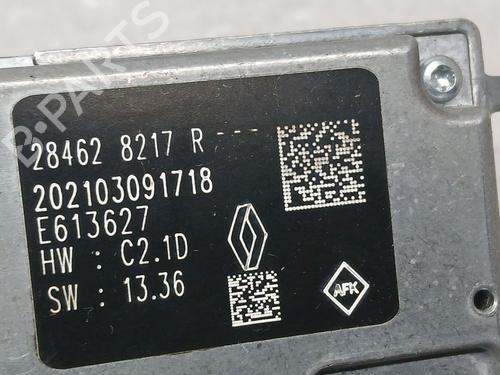 B-PARTS
28462 8217 R ---
202103091718
E613627
HW : C2.1D
SW : 13.36
AFK